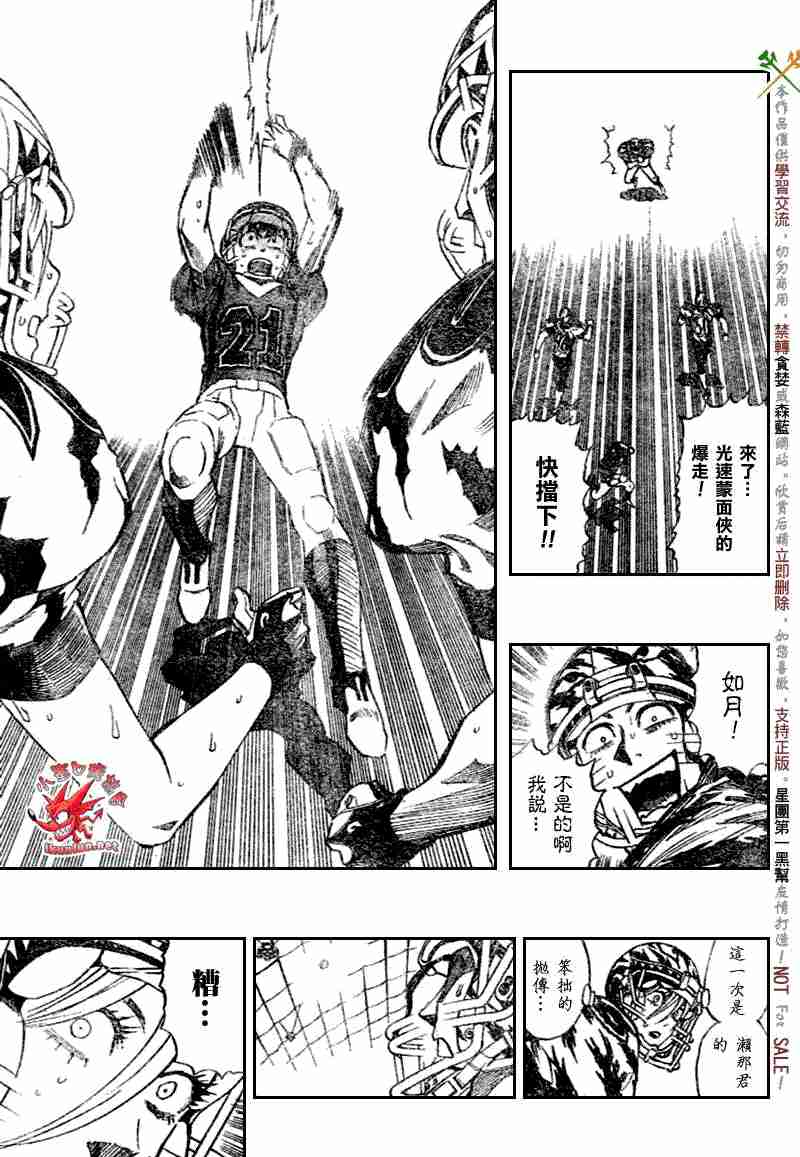 來了…
光速蒙面俠的
爆走！
快擋下!!
21
如月！
不是的啊
我說…
這一次是
瀨那君
的
笨拙的
拋傳…
糟…
本作品僅供學習交流，切勿商用，禁轉貪婪或森藍網站。欣賞后請立即刪除，如您喜歡，支持正版。星團第一黑幫友情打造！NOT For SALE！